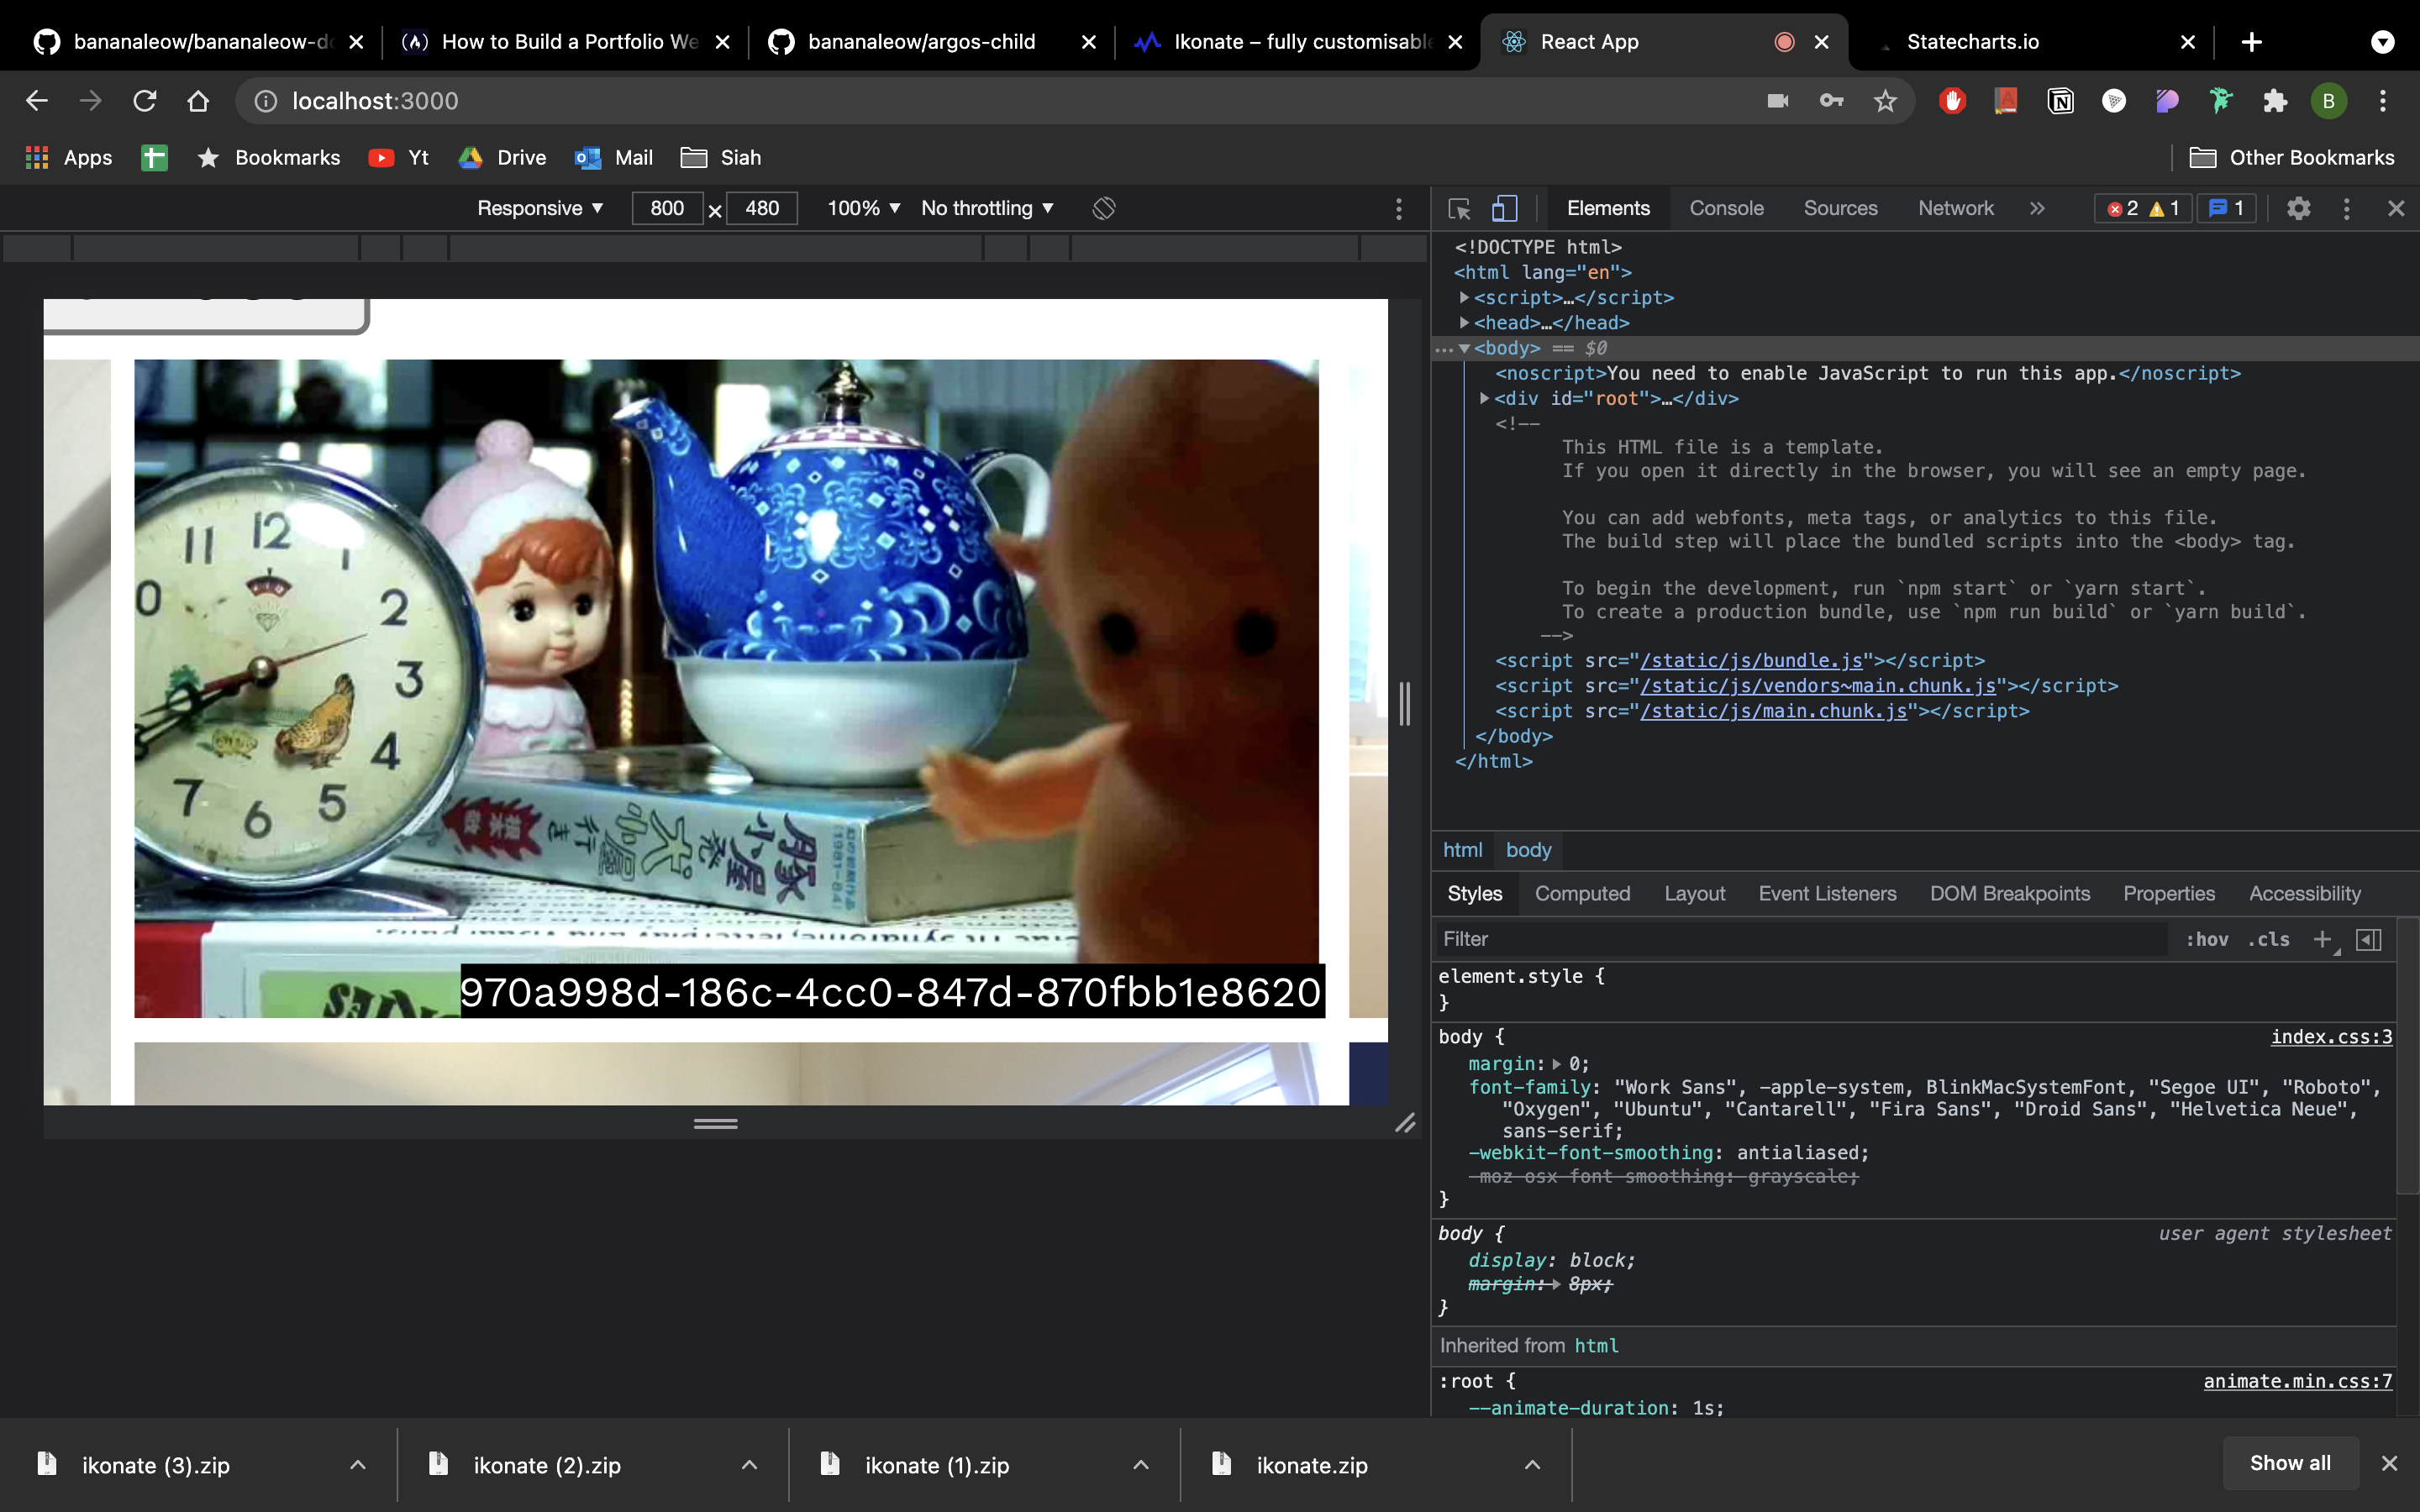 bananaleow/bananaleow-do
How to Build a Portfolio We
bananaleow/argos-child
Ikonate – fully customisable
React App
Statecharts.io
localhost:3000
B
Apps
Bookmarks
Yt
Drive
Mail
Siah
Other Bookmarks
Responsive
800 × 480
100%
No throttling
Elements
Console
Sources
Network
2
1
1
11 12 1
2
3
4
5
6
7
0
970a998d-186c-4cc0-847d-870fbb1e8620
<!DOCTYPE html>
<html lang="en">
<script>…</script>
<head>…</head>
<body> == $0
<noscript>You need to enable JavaScript to run this app.</noscript>
<div id="root">…</div>
<!--
This HTML file is a template.
If you open it directly in the browser, you will see an empty page.
You can add webfonts, meta tags, or analytics to this file.
The build step will place the bundled scripts into the <body> tag.
To begin the development, run `npm start` or `yarn start`.
To create a production bundle, use `npm run build` or `yarn build`.
-->
<script src="/static/js/bundle.js"></script>
<script src="/static/js/vendors~main.chunk.js"></script>
<script src="/static/js/main.chunk.js"></script>
</body>
</html>
html body
Styles
Computed
Layout
Event Listeners
DOM Breakpoints
Properties
Accessibility
Filter
:hov .cls
element.style {
}
body {
index.css:3
margin: 0;
font-family: "Work Sans", -apple-system, BlinkMacSystemFont, "Segoe UI", "Roboto",
"Oxygen", "Ubuntu", "Cantarell", "Fira Sans", "Droid Sans", "Helvetica Neue",
sans-serif;
-webkit-font-smoothing: antialiased;
-moz-osx-font-smoothing: grayscale;
}
body {
user agent stylesheet
display: block;
margin: 8px;
}
Inherited from html
:root {
animate.min.css:7
--animate-duration: 1s;
ikonate (3).zip
ikonate (2).zip
ikonate (1).zip
ikonate.zip
Show all